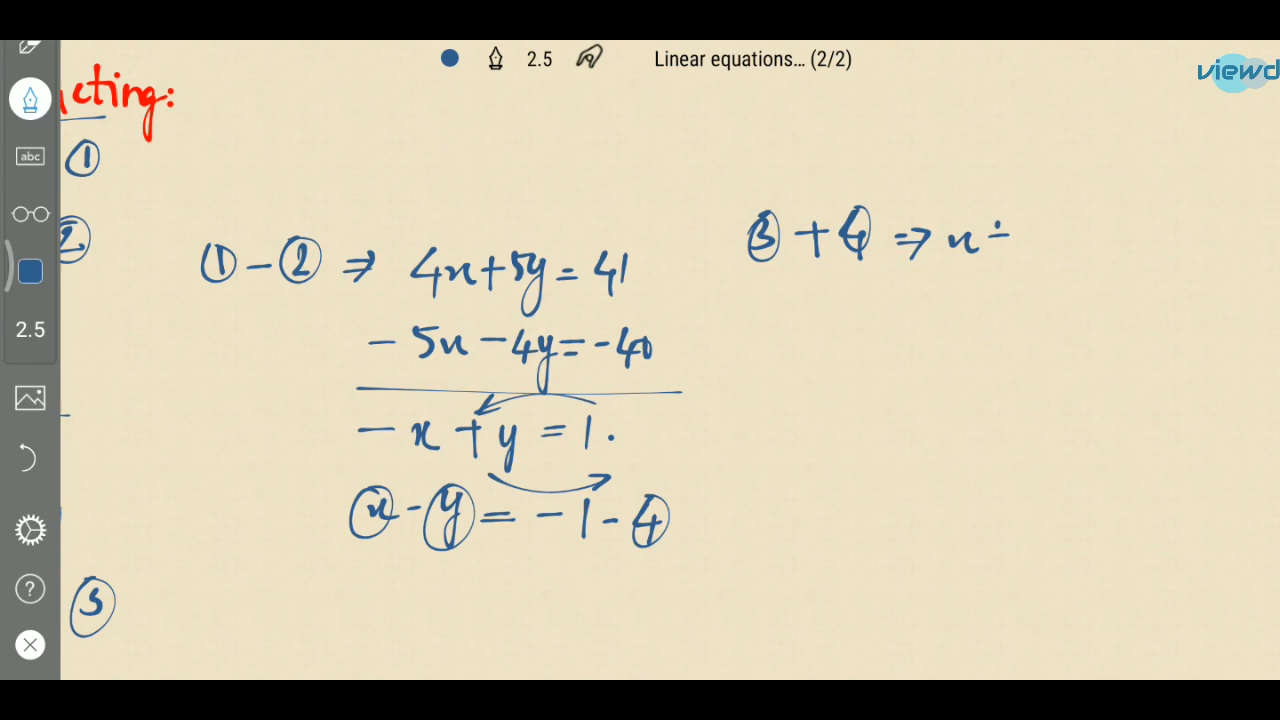 2.5 Linear equations... (2/2)
viewd
cting:
abc
①
②
2.5
① - ② ⇒ 4x + 5y = 41
- 5x - 4y = -40
- x + y = 1.
x - y = - 1 - ④
③
③ + ④ ⇒ x